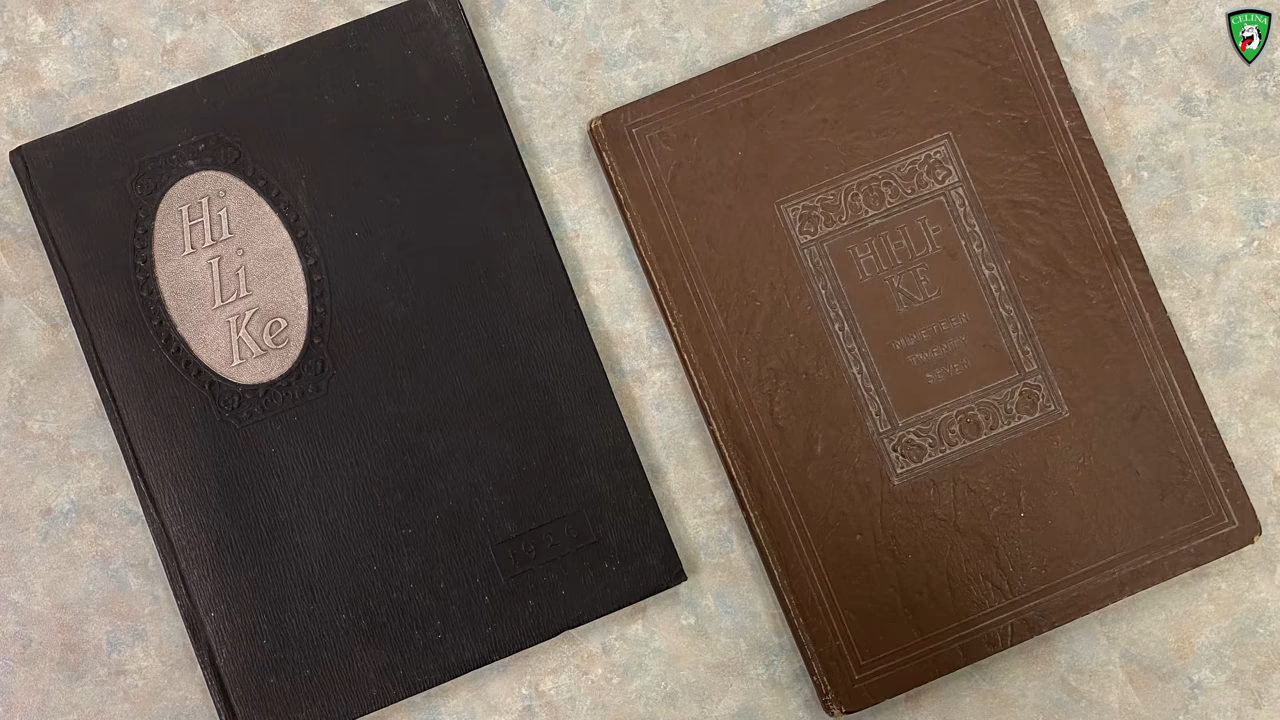 Hi
Li
Ke
1926
HI-LI-
KE
NINETEEN
TWENTY
SEVEN
CELINA